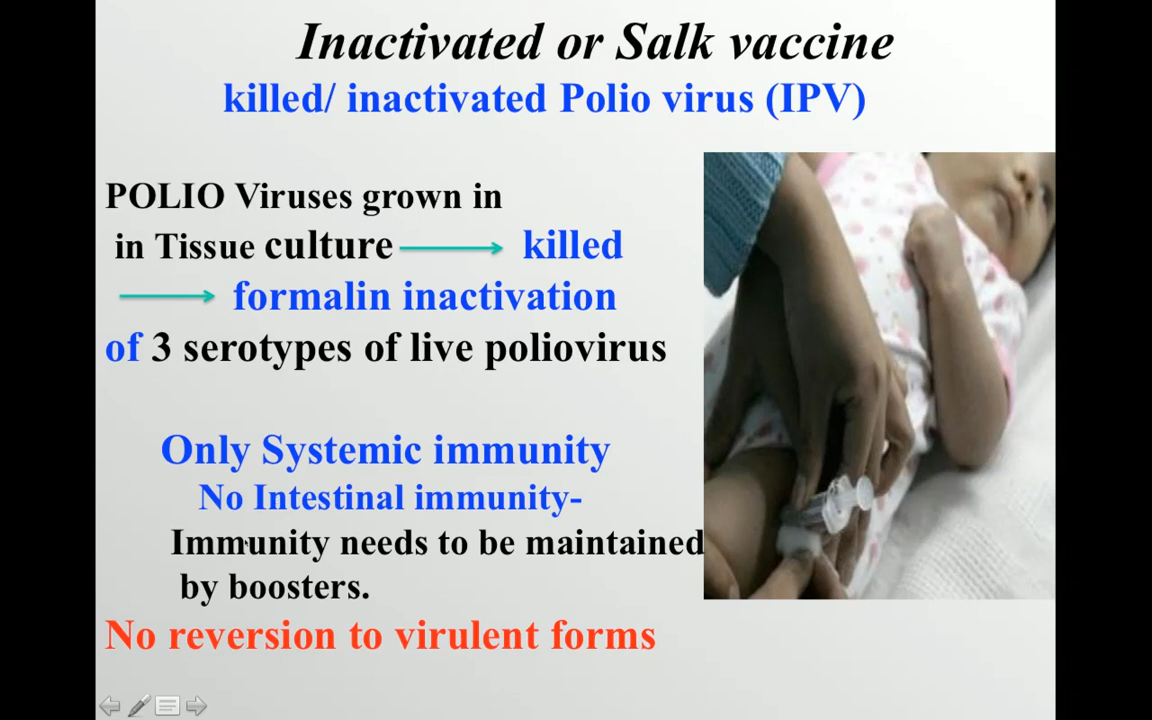 Inactivated or Salk vaccine
killed/ inactivated Polio virus (IPV)
POLIO Viruses grown in
in Tissue culture killed
formalin inactivation
of 3 serotypes of live poliovirus
Only Systemic immunity
No Intestinal immunity-
Immunity needs to be maintained
by boosters.
No reversion to virulent forms